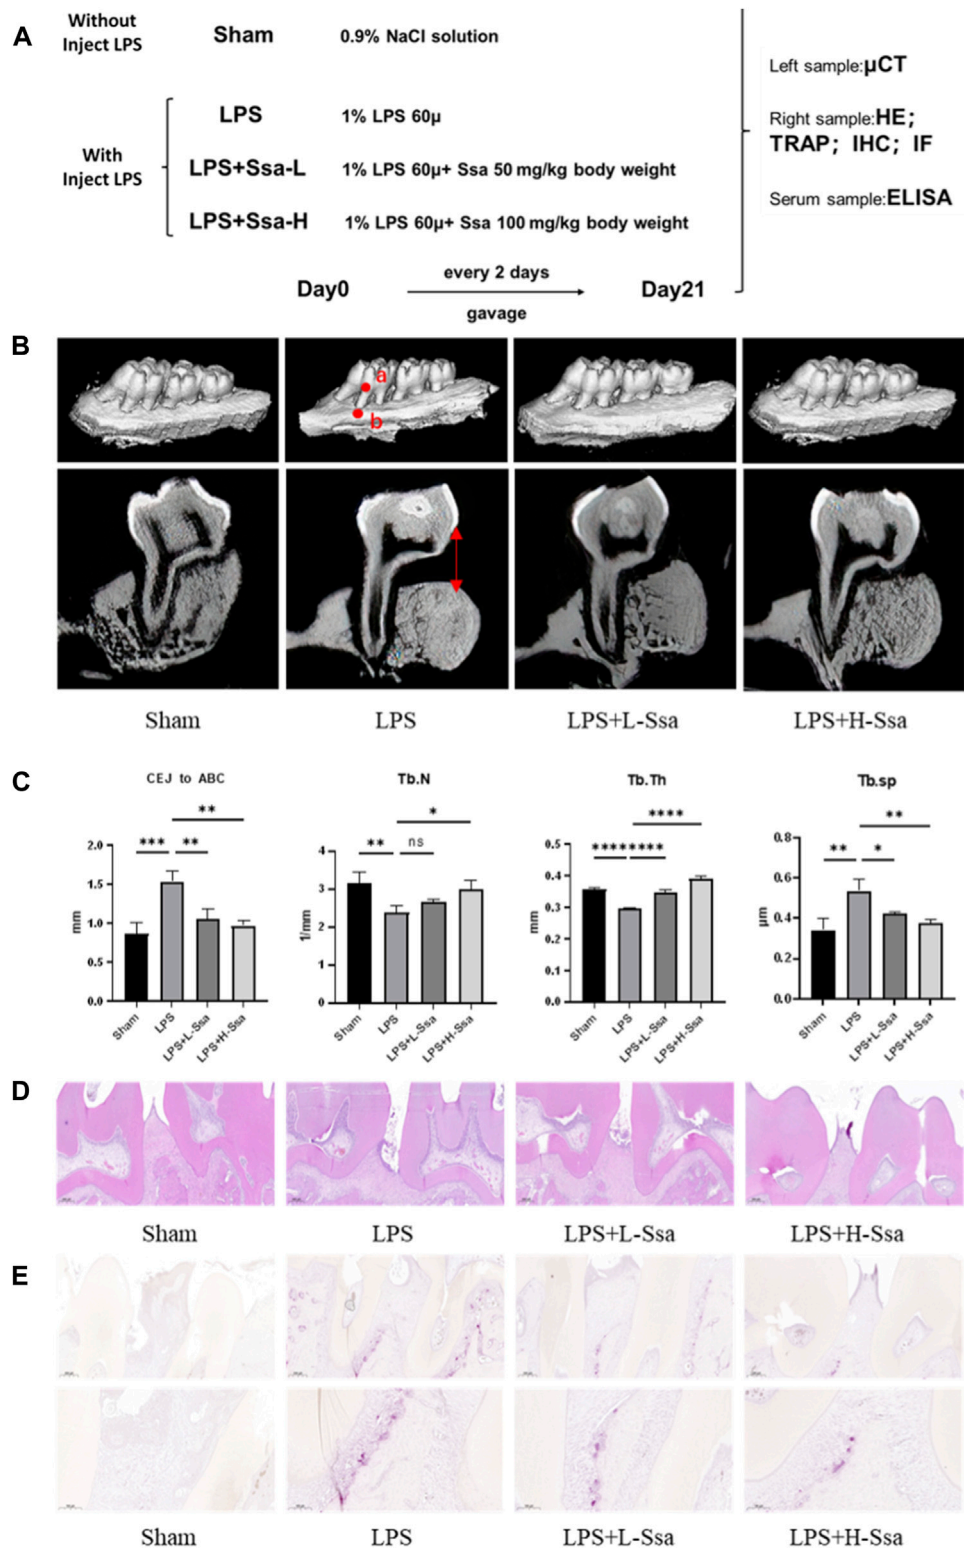 A
Without
Inject LPS
Sham
0.9% NaCl solution
With
Inject LPS
LPS
1% LPS 60μ
LPS+Ssa-L
1% LPS 60μ+ Ssa 50 mg/kg body weight
LPS+Ssa-H
1% LPS 60μ+ Ssa 100 mg/kg body weight
Day0
every 2 days
gavage
Day21
Left sample:μCT
Right sample:HE;
TRAP; IHC; IF
Serum sample:ELISA
B
a
b
Sham
LPS
LPS+L-Ssa
LPS+H-Ssa
C
CEJ to ABC
mm
2.0
1.5
1.0
0.5
0.0
***
**
**
Sham
LPS
LPS+L-Ssa
LPS+H-Ssa
Tb.N
1/mm
4
3
2
1
0
**
ns
*
Sham
LPS
LPS+L-Ssa
LPS+H-Ssa
Tb.Th
mm
0.5
0.4
0.3
0.2
0.1
0.0
****
****
****
Sham
LPS
LPS+L-Ssa
LPS+H-Ssa
Tb.sp
μm
0.8
0.6
0.4
0.2
0.0
**
*
**
Sham
LPS
LPS+L-Ssa
LPS+H-Ssa
D
Sham
LPS
LPS+L-Ssa
LPS+H-Ssa
E
Sham
LPS
LPS+L-Ssa
LPS+H-Ssa